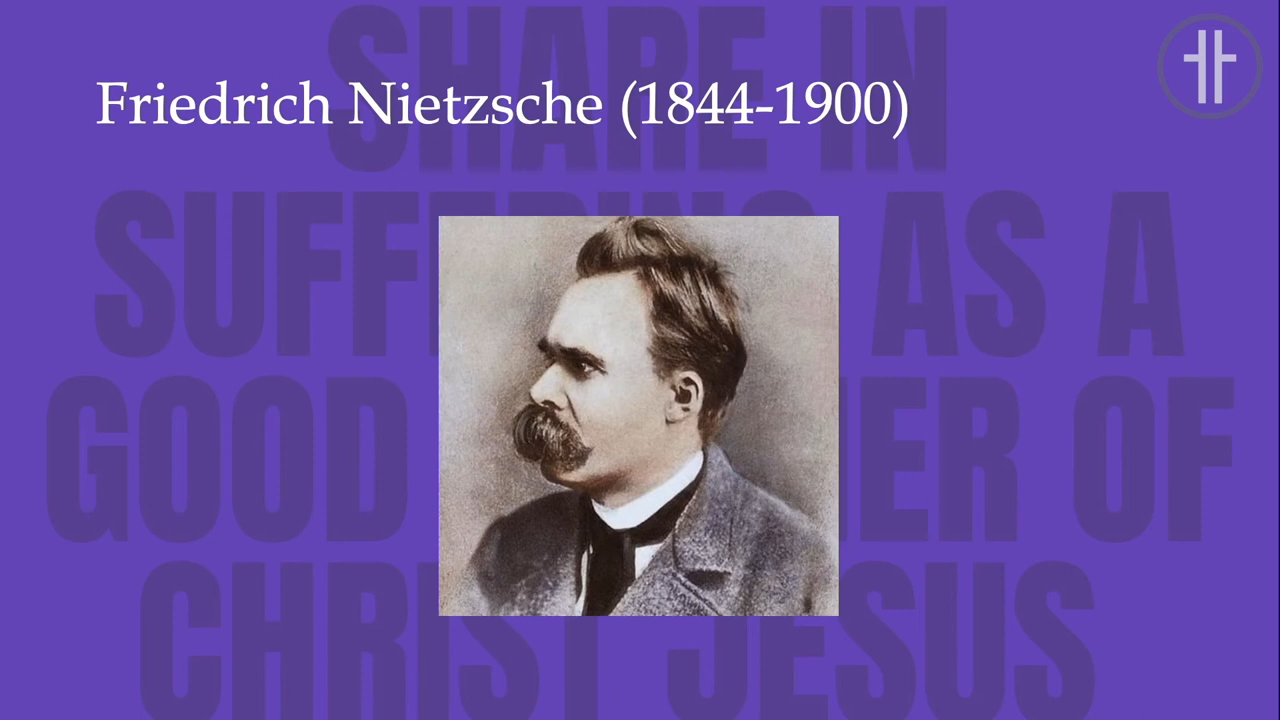 Friedrich Nietzsche (1844-1900)
SHARE IN
AS A
GOOD OF
CHRIST JESUS